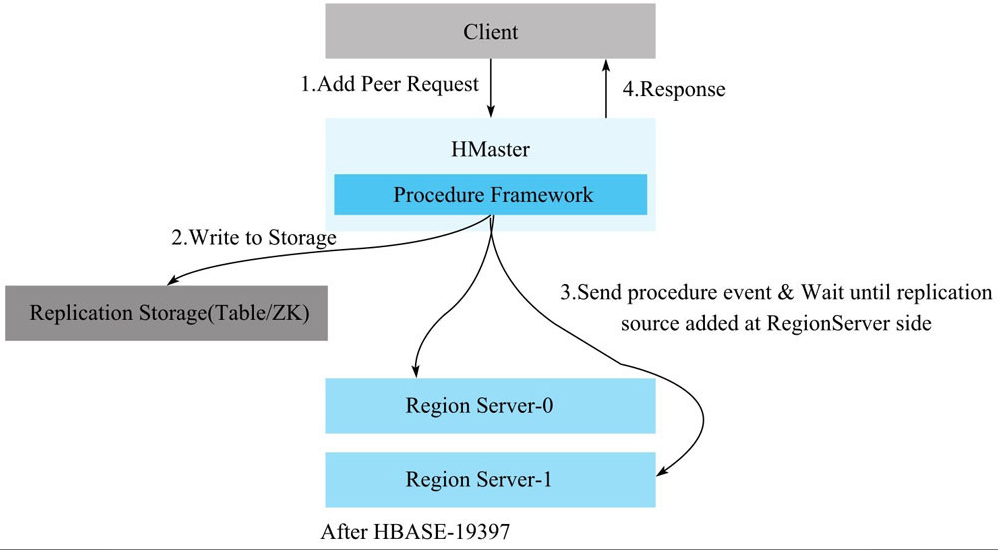 Client
1.Add Peer Request
4.Response
HMaster
Procedure Framework
2.Write to Storage
Replication Storage(Table/ZK)
3.Send procedure event & Wait until replication
source added at RegionServer side
Region Server-0
Region Server-1
After HBASE-19397